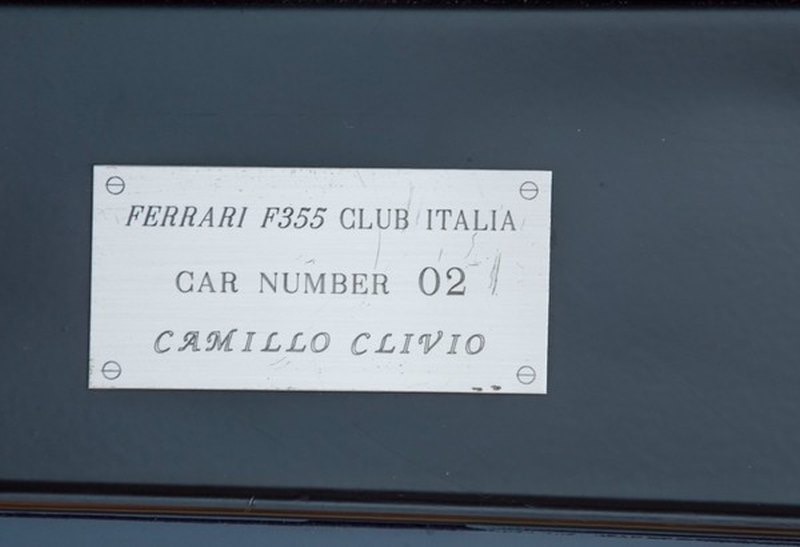 FERRARI F355 CLUB ITALIA
CAR NUMBER 02
CAMILLO CLIVIO